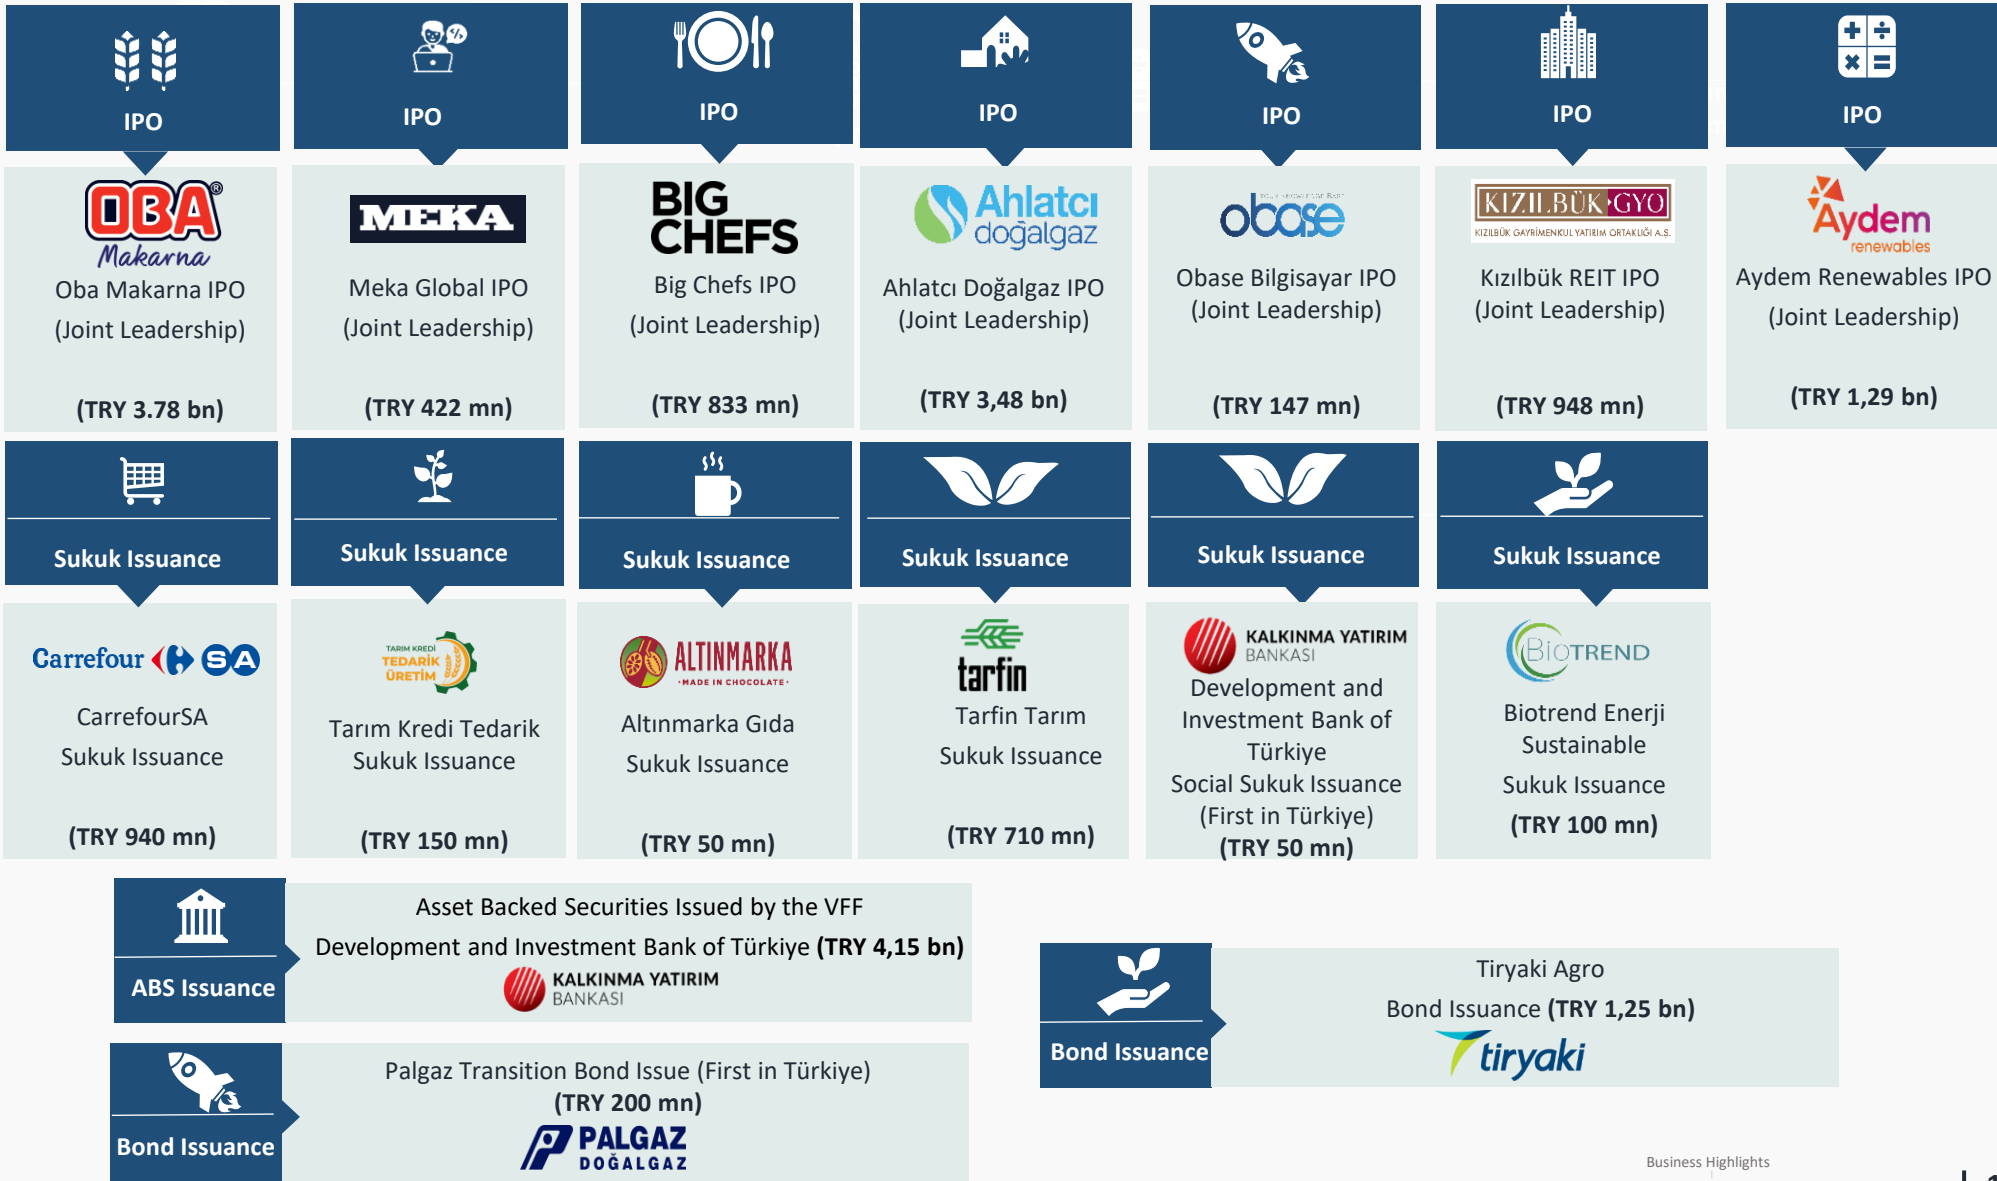 IPO
OBA®
Makarna
Oba Makarna IPO
(Joint Leadership)
(TRY 3.78 bn)
IPO
MEKA
Meka Global IPO
(Joint Leadership)
(TRY 422 mn)
IPO
BIG
CHEFS
Big Chefs IPO
(Joint Leadership)
(TRY 833 mn)
IPO
Ahlatcı
doğalgaz
Ahlatcı Doğalgaz IPO
(Joint Leadership)
(TRY 3,48 bn)
IPO
YOUR KNOWLEDGE BASE
obase
Obase Bilgisayar IPO
(Joint Leadership)
(TRY 147 mn)
IPO
KIZILBÜK GYO
KIZILBÜK GAYRİMENKUL YATIRIM ORTAKLIĞI A.Ş.
Kızılbük REIT IPO
(Joint Leadership)
(TRY 948 mn)
IPO
Aydem
renewables
Aydem Renewables IPO
(Joint Leadership)
(TRY 1,29 bn)
Sukuk Issuance
Carrefour SA
CarrefourSA
Sukuk Issuance
(TRY 940 mn)
Sukuk Issuance
TARIM KREDİ
TEDARİK
ÜRETİM
Tarım Kredi Tedarik
Sukuk Issuance
(TRY 150 mn)
Sukuk Issuance
ALTINMARKA
·MADE IN CHOCOLATE·
Altınmarka Gıda
Sukuk Issuance
(TRY 50 mn)
Sukuk Issuance
tarfin
Tarfin Tarım
Sukuk Issuance
(TRY 710 mn)
Sukuk Issuance
KALKINMA YATIRIM
BANKASI
Development and
Investment Bank of
Türkiye
Social Sukuk Issuance
(First in Türkiye)
(TRY 50 mn)
Sukuk Issuance
BIOTREND
Biotrend Enerji
Sustainable
Sukuk Issuance
(TRY 100 mn)
ABS Issuance
Asset Backed Securities Issued by the VFF
Development and Investment Bank of Türkiye (TRY 4,15 bn)
KALKINMA YATIRIM
BANKASI
Bond Issuance
Tiryaki Agro
Bond Issuance (TRY 1,25 bn)
tiryaki
Bond Issuance
Palgaz Transition Bond Issue (First in Türkiye)
(TRY 200 mn)
PALGAZ
DOĞALGAZ
Business Highlights